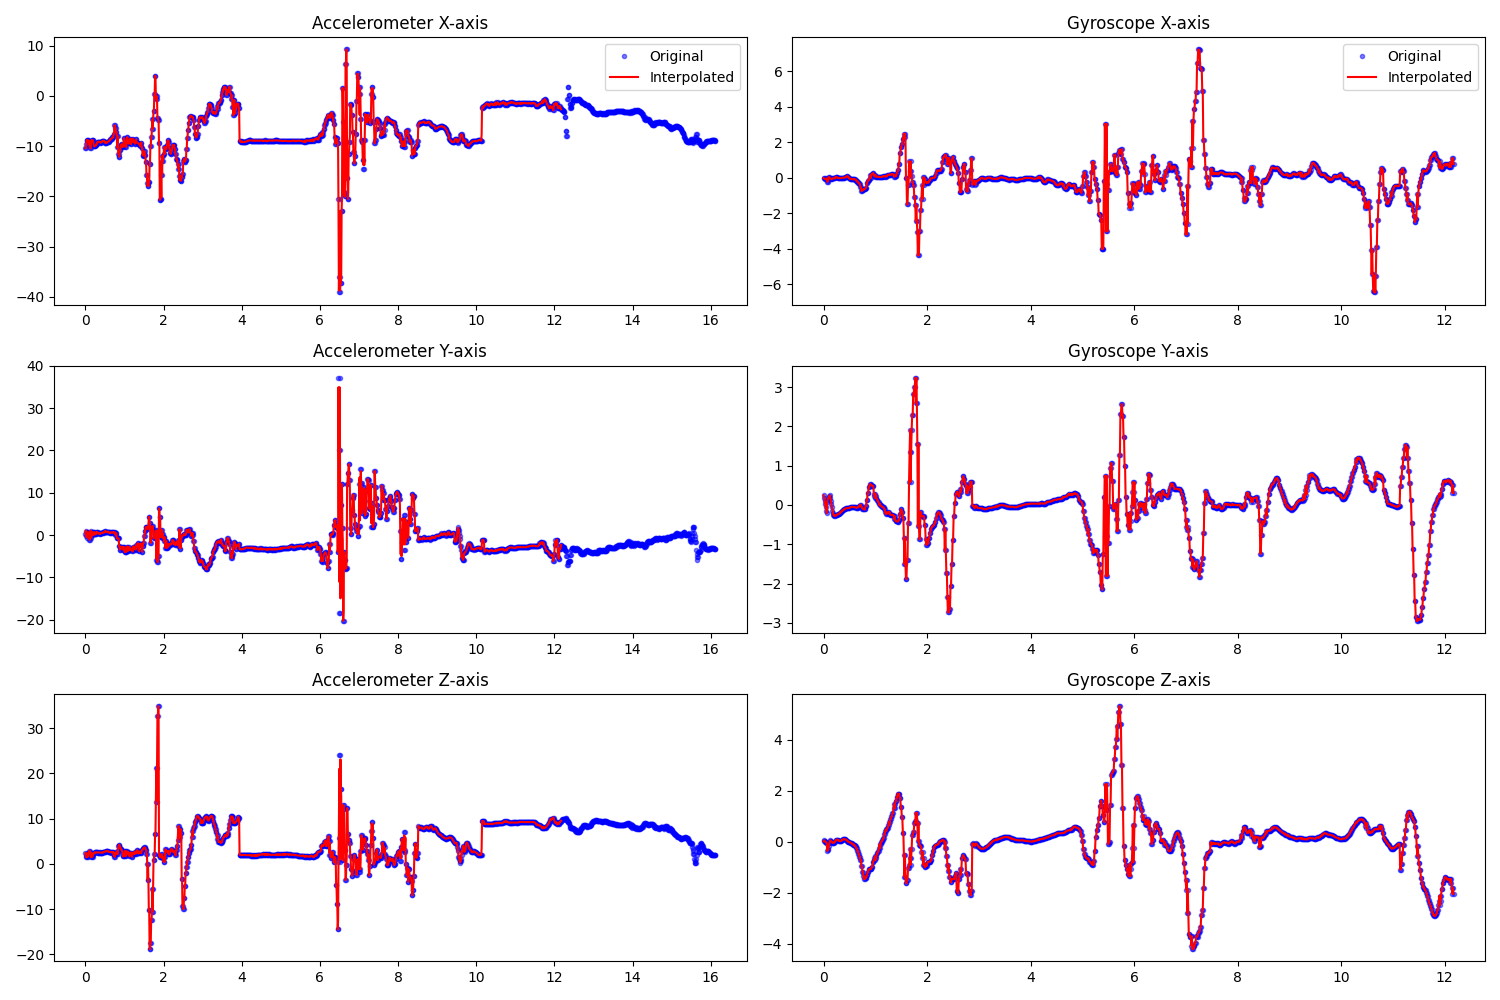 Accelerometer X-axis
10
0
−10
−20
−30
−40
0 2 4 6 8 10 12 14 16
Original
Interpolated
Gyroscope X-axis
6
4
2
0
−2
−4
−6
0 2 4 6 8 10 12
Original
Interpolated
Accelerometer Y-axis
40
30
20
10
0
−10
−20
0 2 4 6 8 10 12 14 16
Gyroscope Y-axis
3
2
1
0
−1
−2
−3
0 2 4 6 8 10 12
Accelerometer Z-axis
30
20
10
0
−10
−20
0 2 4 6 8 10 12 14 16
Gyroscope Z-axis
4
2
0
−2
−4
0 2 4 6 8 10 12